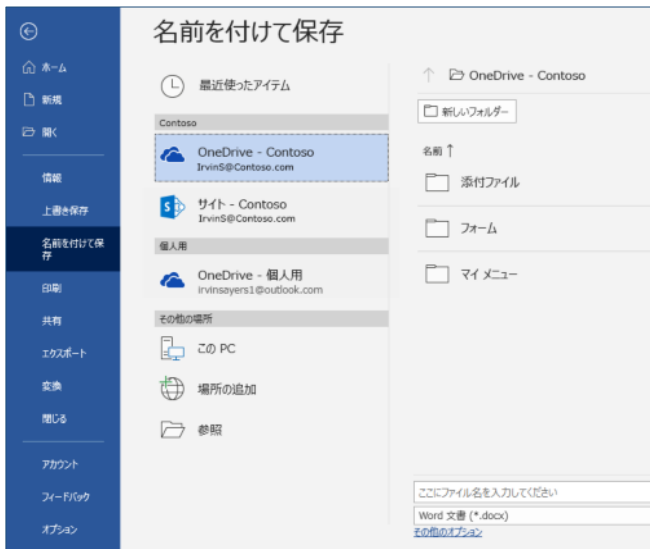 名前を付けて保存
ホーム
新規
開く
情報
上書き保存
名前を付けて保
存
印刷
共有
エクスポート
変換
閉じる
アカウント
フィードバック
オプション
最近使ったアイテム
Contoso
OneDrive - Contoso
IrvinS@Contoso.com
サイト - Contoso
IrvinS@Contoso.com
個人用
OneDrive - 個人用
irvinsayers1@outlook.com
その他の場所
この PC
場所の追加
参照
↑ OneDrive - Contoso
新しいフォルダー
名前 ↑
添付ファイル
フォーム
マイ メニュー
ここにファイル名を入力してください
Word 文書 (*.docx)
その他のオプション